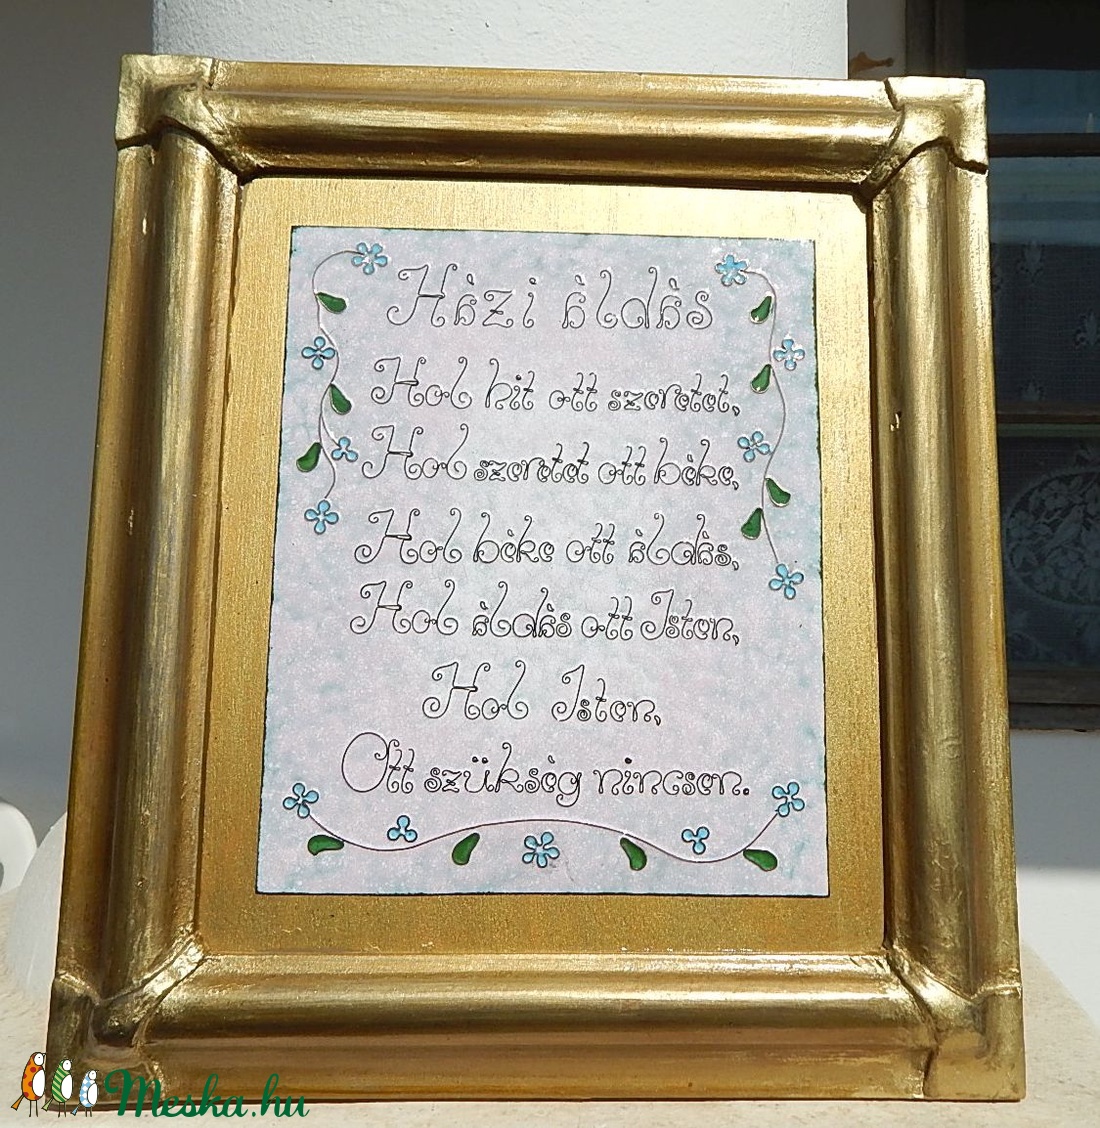 Házi áldás
Hol hit ott szeretet,
Hol szeretet ott béke,
Hol béke ott áldás,
Hol áldás ott Isten,
Hol Isten,
Ott szükség nincsen.
Meska.hu